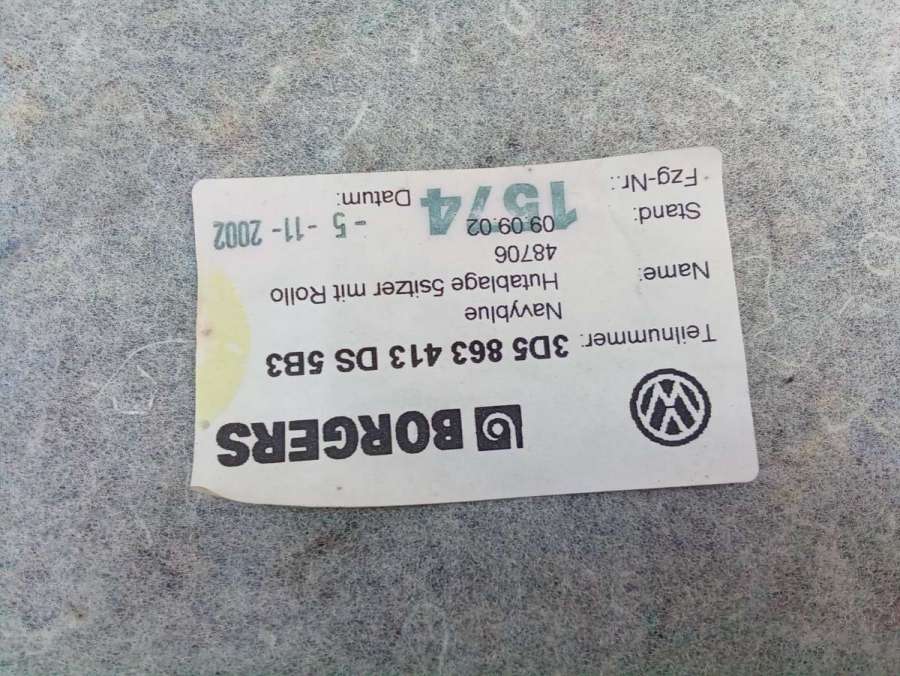 VW BORGERS
Teilnummer: 3D5 863 413 DS 5B3
Navyblue
Name: Hutablage 5sitzer mit Rollo
48706
Stand: 09.09.02
Fzg-Nr.: 1574 Datum: - 5 - 11 - 2002